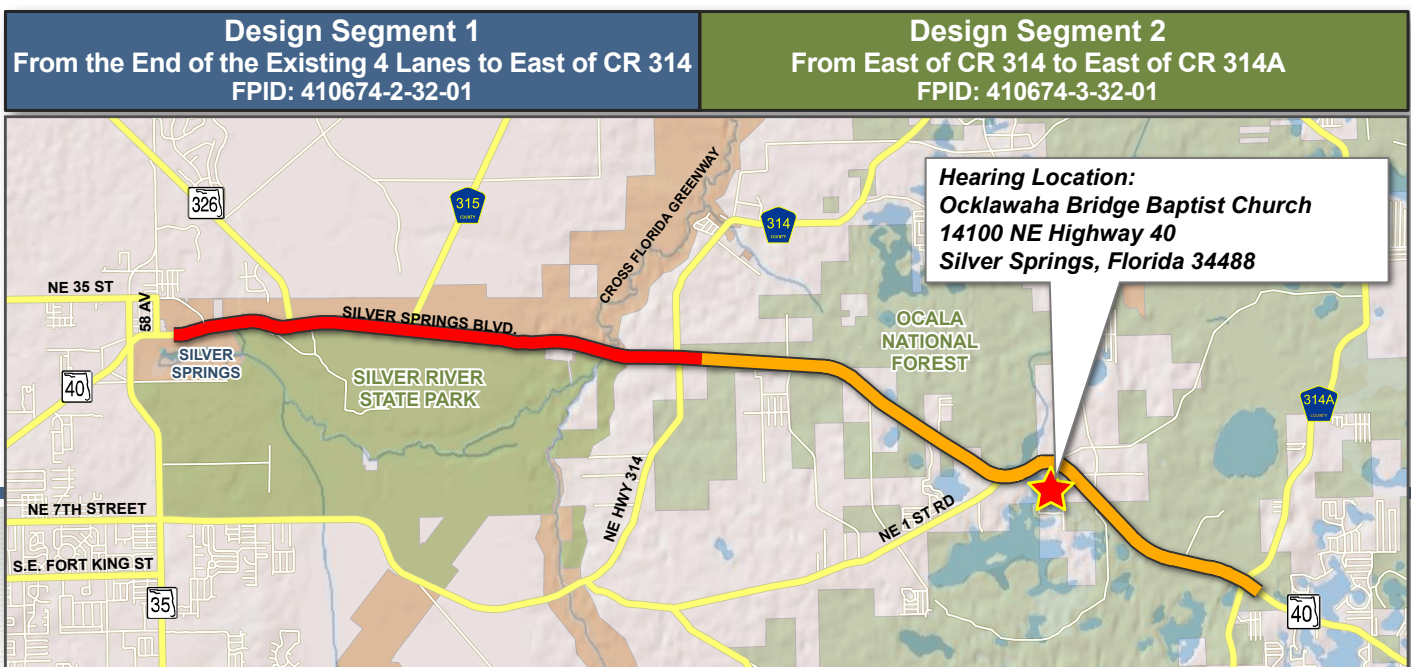 Design Segment 1
From the End of the Existing 4 Lanes to East of CR 314
FPID: 410674-2-32-01
Design Segment 2
From East of CR 314 to East of CR 314A
FPID: 410674-3-32-01
Hearing Location:
Ocklawaha Bridge Baptist Church
14100 NE Highway 40
Silver Springs, Florida 34488
326
315
COUNTY
CROSS FLORIDA GREENWAY
314
COUNTY
NE 35 ST
58 AV
SILVER SPRINGS BLVD.
SILVER
SPRINGS
40
SILVER RIVER
STATE PARK
OCALA
NATIONAL
FOREST
314A
COUNTY
NE HWY 314
NE 1 ST RD
NE 7TH STREET
S.E. FORT KING ST
35
40